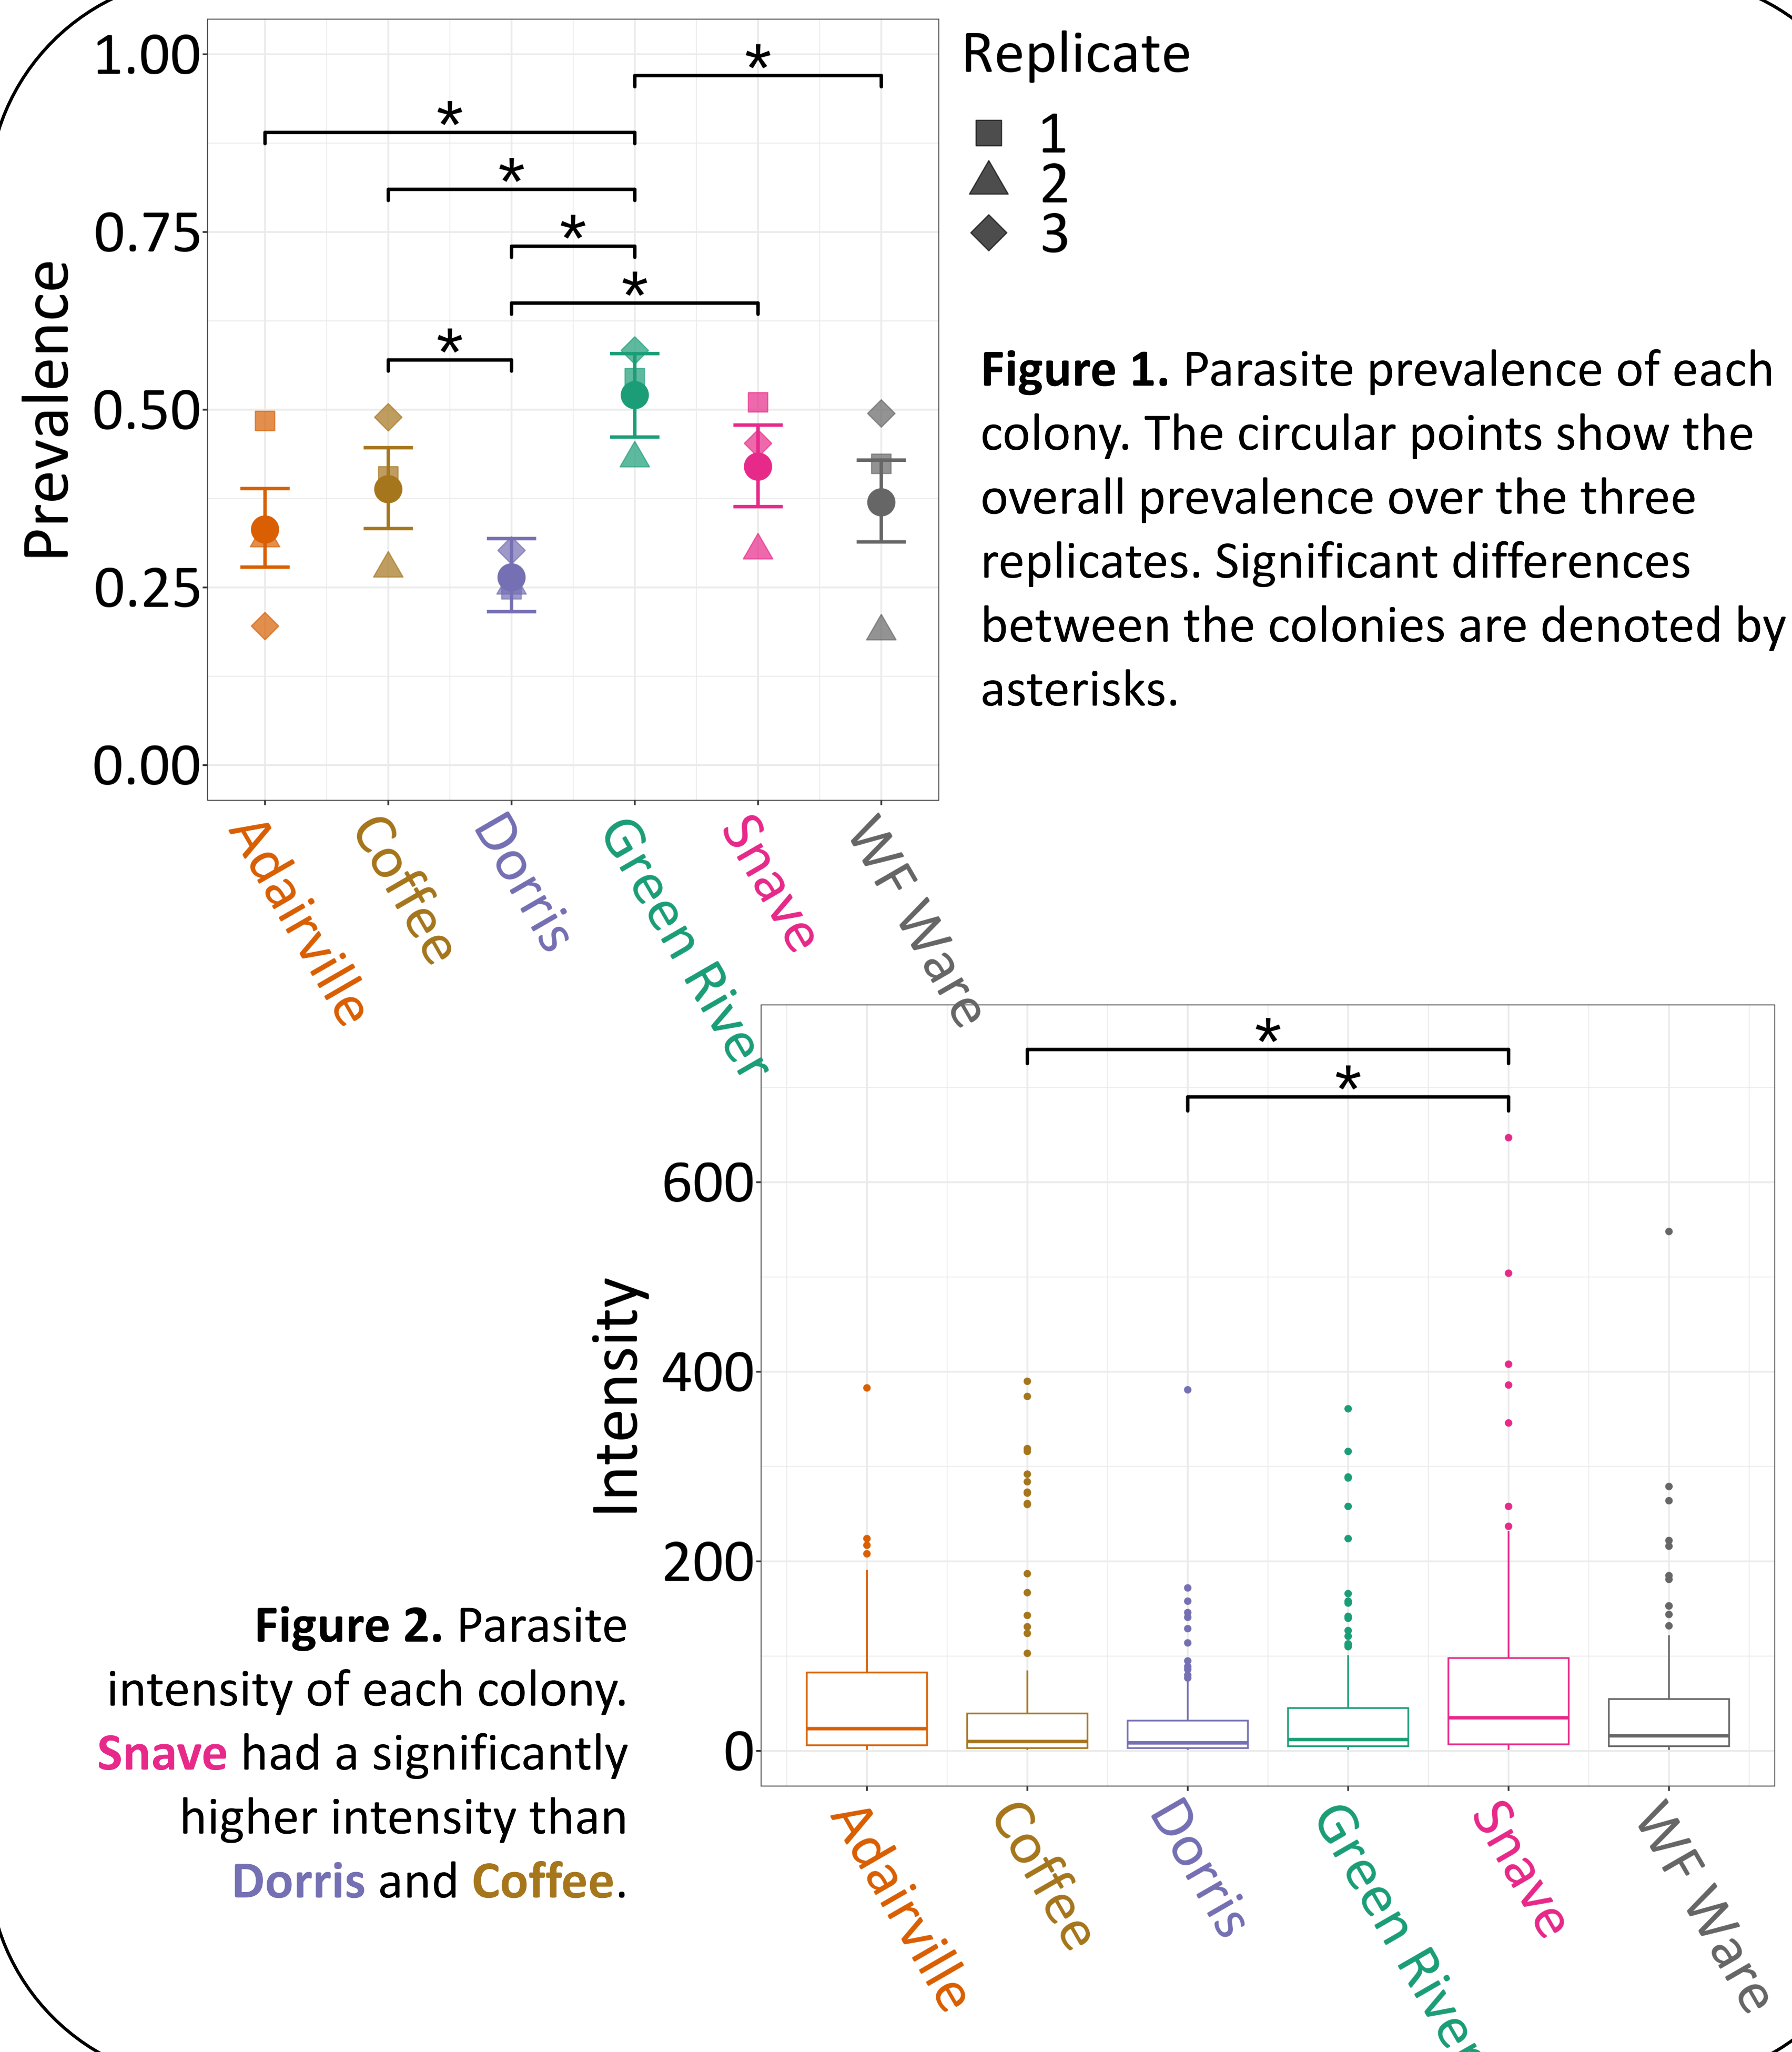 1.00
0.75
0.50
0.25
0.00
Prevalence
*
*
*
*
*
*
Adairville
Coffee
Dorris
Green River
Snave
WF Ware
Replicate
1
2
3
Figure 1. Parasite prevalence of each
colony. The circular points show the
overall prevalence over the three
replicates. Significant differences
between the colonies are denoted by
asterisks.
*
*
600
400
200
0
Intensity
Adairville
Coffee
Dorris
Green River
Snave
WF Ware
Figure 2. Parasite
intensity of each colony.
Snave had a significantly
higher intensity than
Dorris and Coffee.